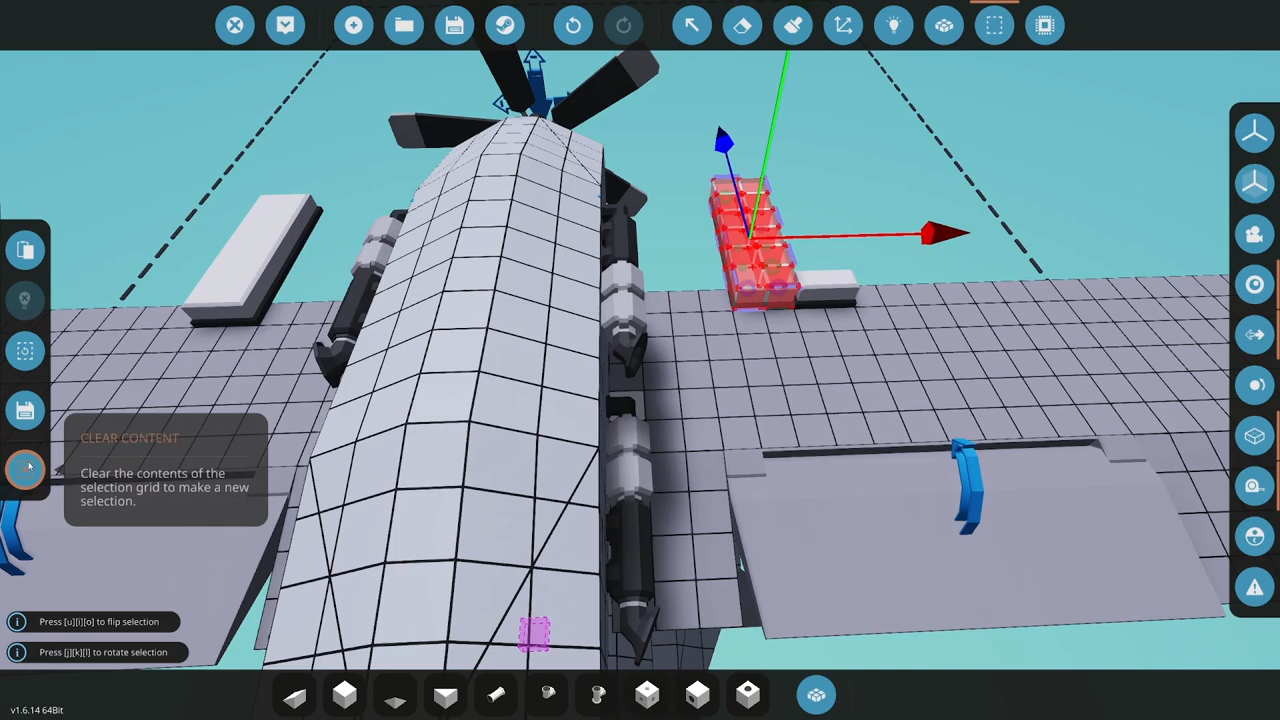 CLEAR CONTENT
Clear the contents of the
selection grid to make a new
selection.
Press [u][i][o] to flip selection
Press [j][k][l] to rotate selection
v1.6.14 64Bit